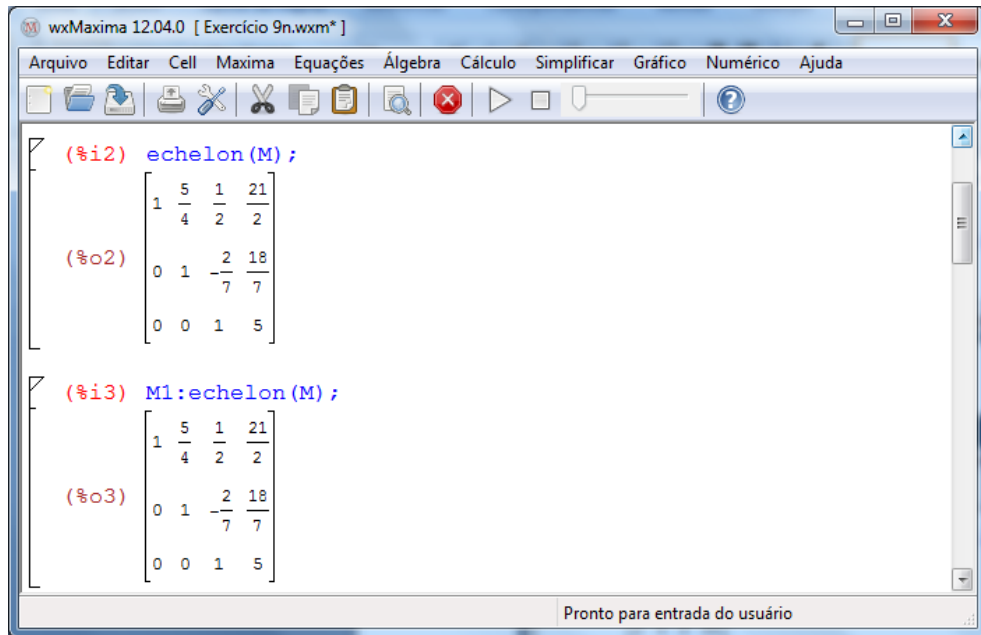 wxMaxima 12.04.0 [ Exercício 9n.wxm* ]
Arquivo Editar Cell Maxima Equações Álgebra Cálculo Simplificar Gráfico Numérico Ajuda
(%i2) echelon(M);
(%o2)
1 5/4 1/2 21/2
0 1 -2/7 18/7
0 0 1 5
(%i3) M1:echelon(M);
(%o3)
1 5/4 1/2 21/2
0 1 -2/7 18/7
0 0 1 5
Pronto para entrada do usuário